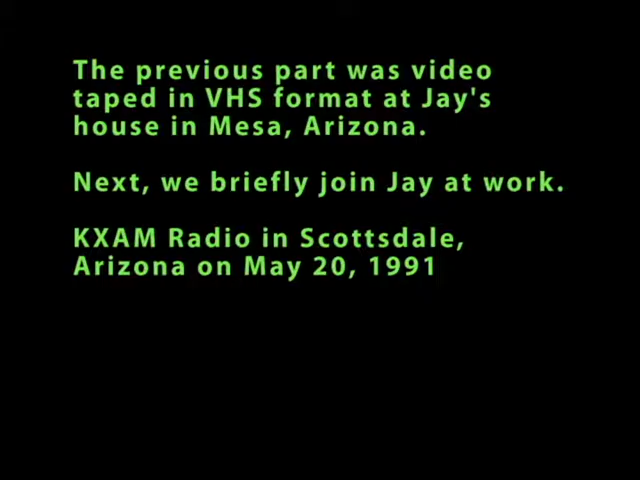 The previous part was video
taped in VHS format at Jay's
house in Mesa, Arizona.
Next, we briefly join Jay at work.
KXAM Radio in Scottsdale,
Arizona on May 20, 1991